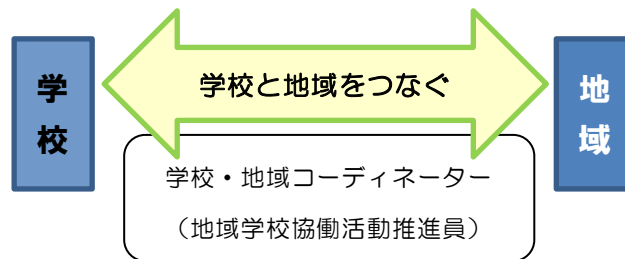 学校
学校と地域をつなぐ
地域
学校・地域コーディネーター
（地域学校協働活動推進員）